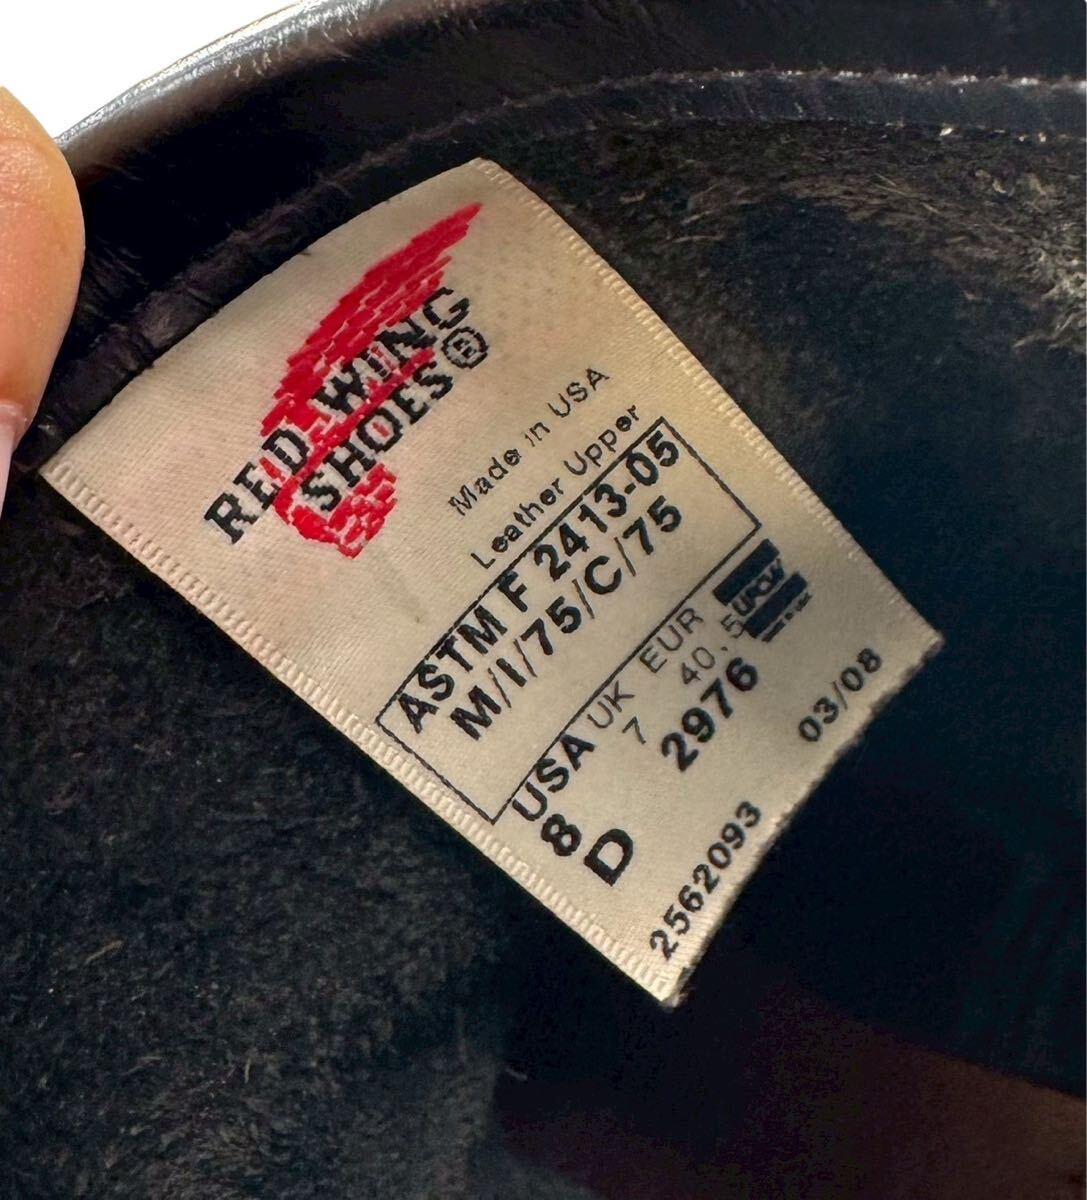 RED WING
SHOES®
Made in USA
Leather Upper
ASTM F 2413-05
M/I/75/C/75
USA UK EUR
8 7 40.5
D 2976
UFCW
2562093 03/08